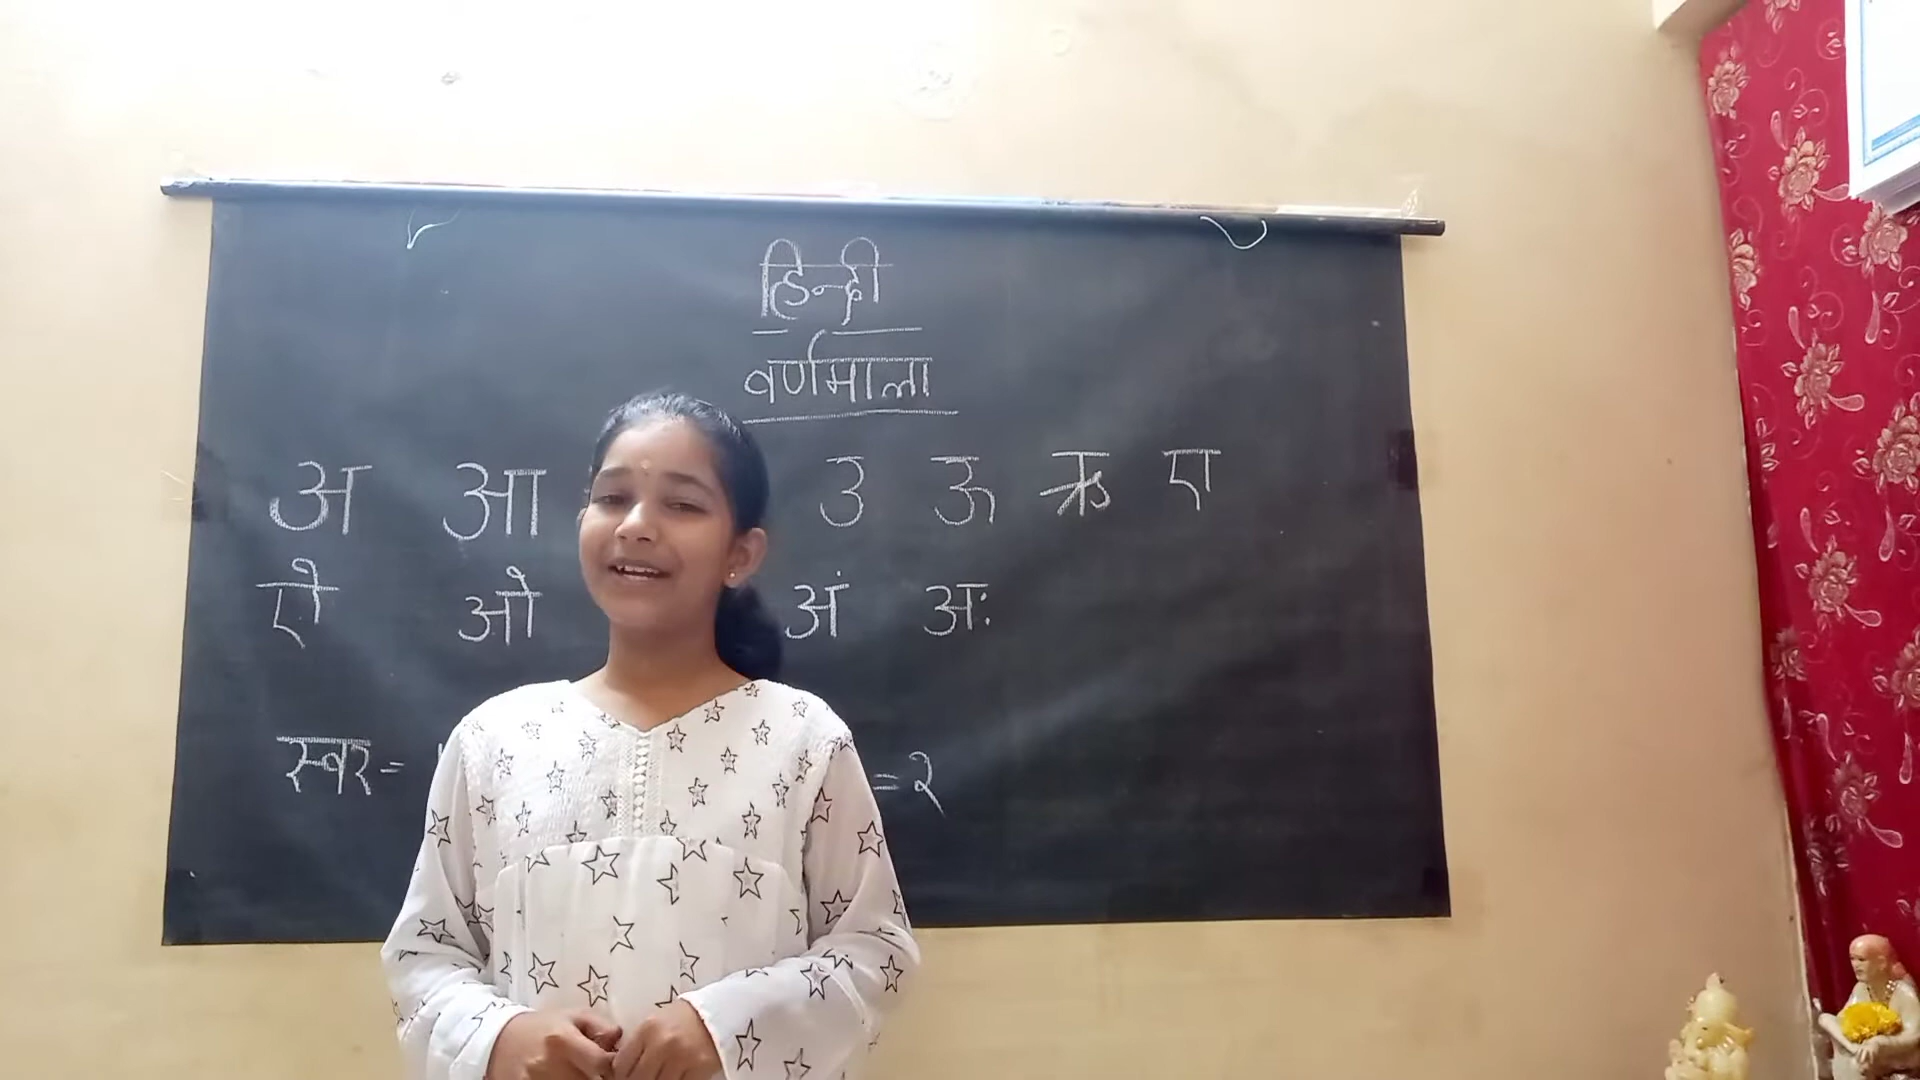 हिन्दी
वर्णमाला
अ आ उ ऊ ऋ ए
ऐ ओ अं अः
स्वर= =२